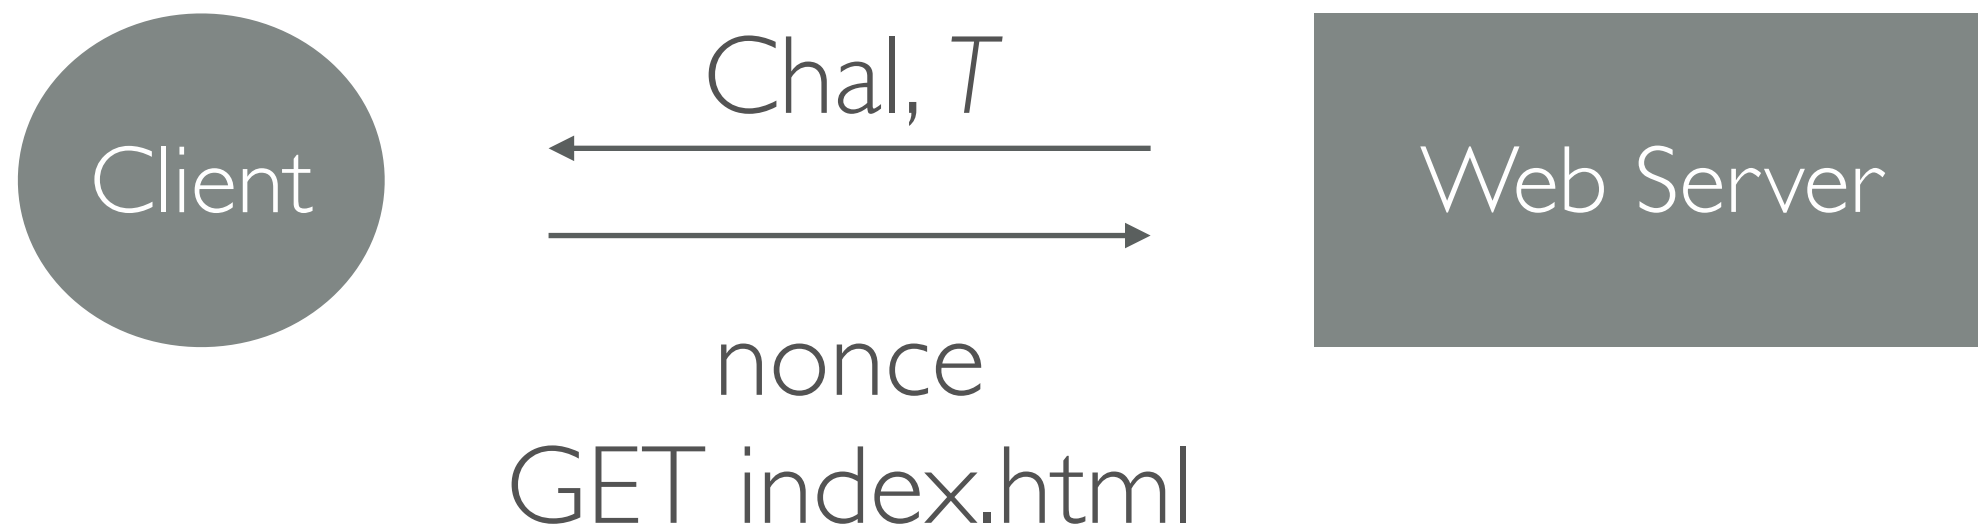 Client
Chal, T
Web Server
nonce
GET index.html